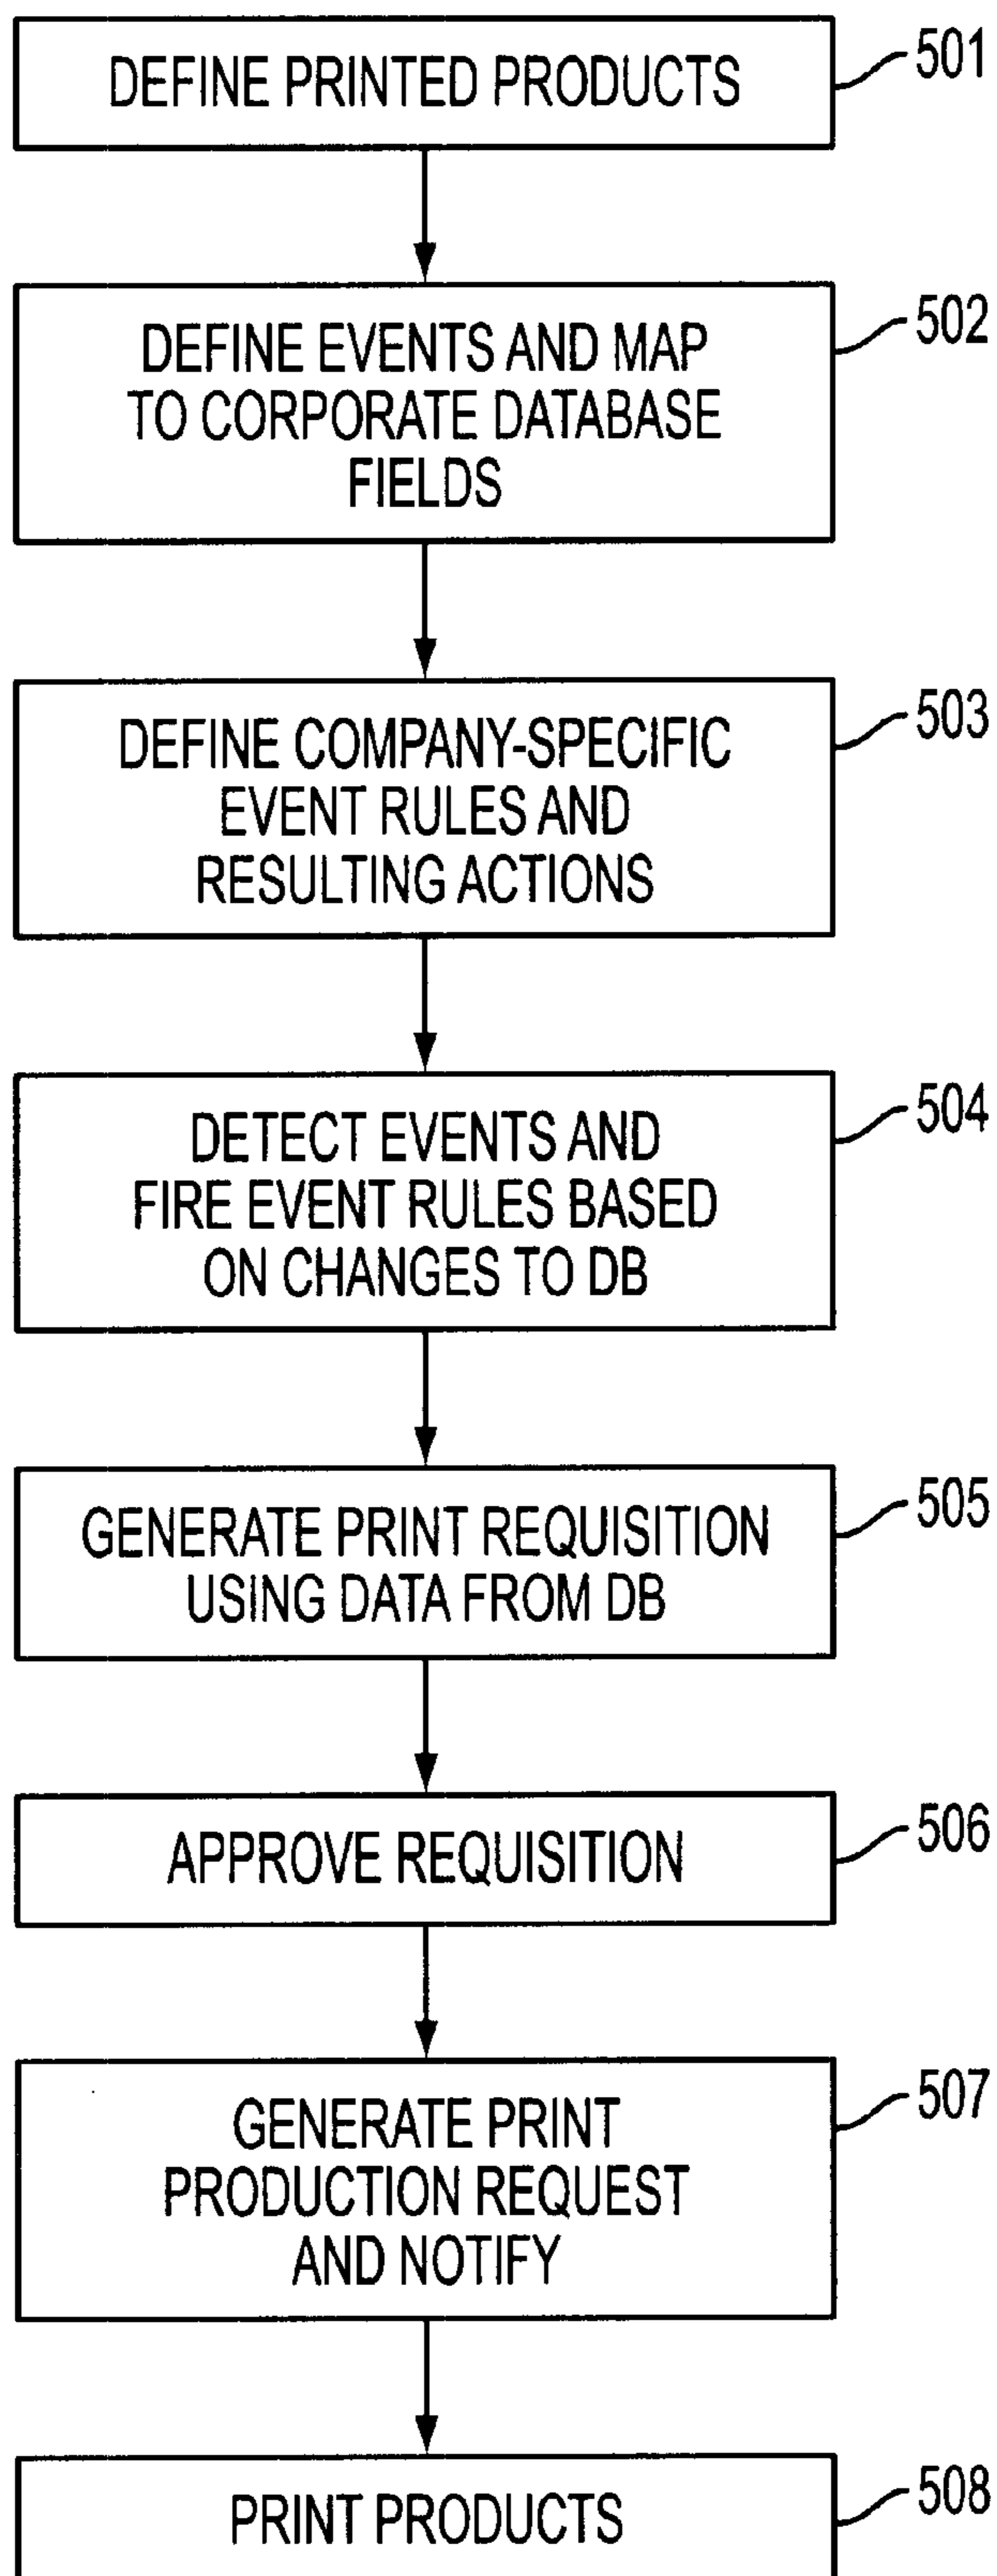 DEFINE PRINTED PRODUCTS
501
DEFINE EVENTS AND MAP
TO CORPORATE DATABASE
FIELDS
502
DEFINE COMPANY-SPECIFIC
EVENT RULES AND
RESULTING ACTIONS
503
DETECT EVENTS AND
FIRE EVENT RULES BASED
ON CHANGES TO DB
504
GENERATE PRINT REQUISITION
USING DATA FROM DB
505
APPROVE REQUISITION
506
GENERATE PRINT
PRODUCTION REQUEST
AND NOTIFY
507
PRINT PRODUCTS
508